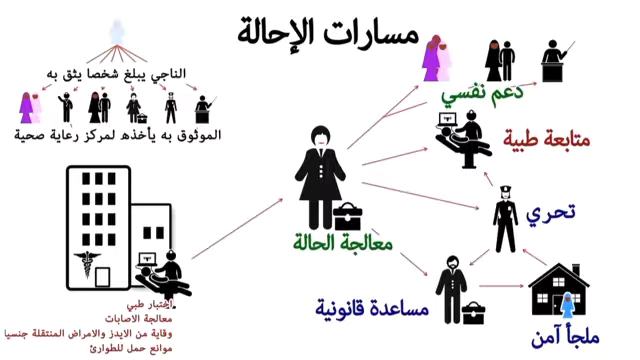 مسارات الإحالة
الناجي يبلغ شخصا يثق به
الموثوق به يأخذه لمركز رعاية صحية
دعم نفسي
متابعة طبية
تحري
معالجة الحالة
مساعدة قانونية
ملجأ آمن
اختبار طبي
معالجة الاصابات
وقاية من الايدز والامراض المنتقلة جنسيا
موانع حمل للطوارئ